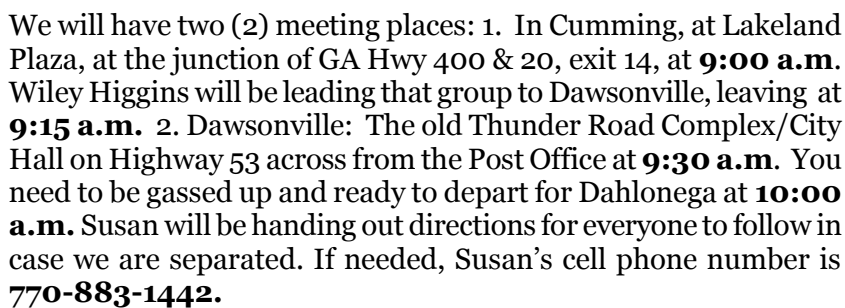 We will have two (2) meeting places: 1.  In Cumming, at Lakeland
Plaza, at the junction of GA Hwy 400 & 20, exit 14, at 9:00 a.m.
Wiley Higgins will be leading that group to Dawsonville, leaving  at
9:15 a.m.  2. Dawsonville:  The old Thunder Road Complex/City
Hall on Highway 53 across from the Post Office at 9:30 a.m.  You
need to be gassed up and ready to depart for Dahlonega at 10:00
a.m. Susan will be handing out directions for everyone to follow in
case we are separated. If needed, Susan’s cell phone number is
770-883-1442.